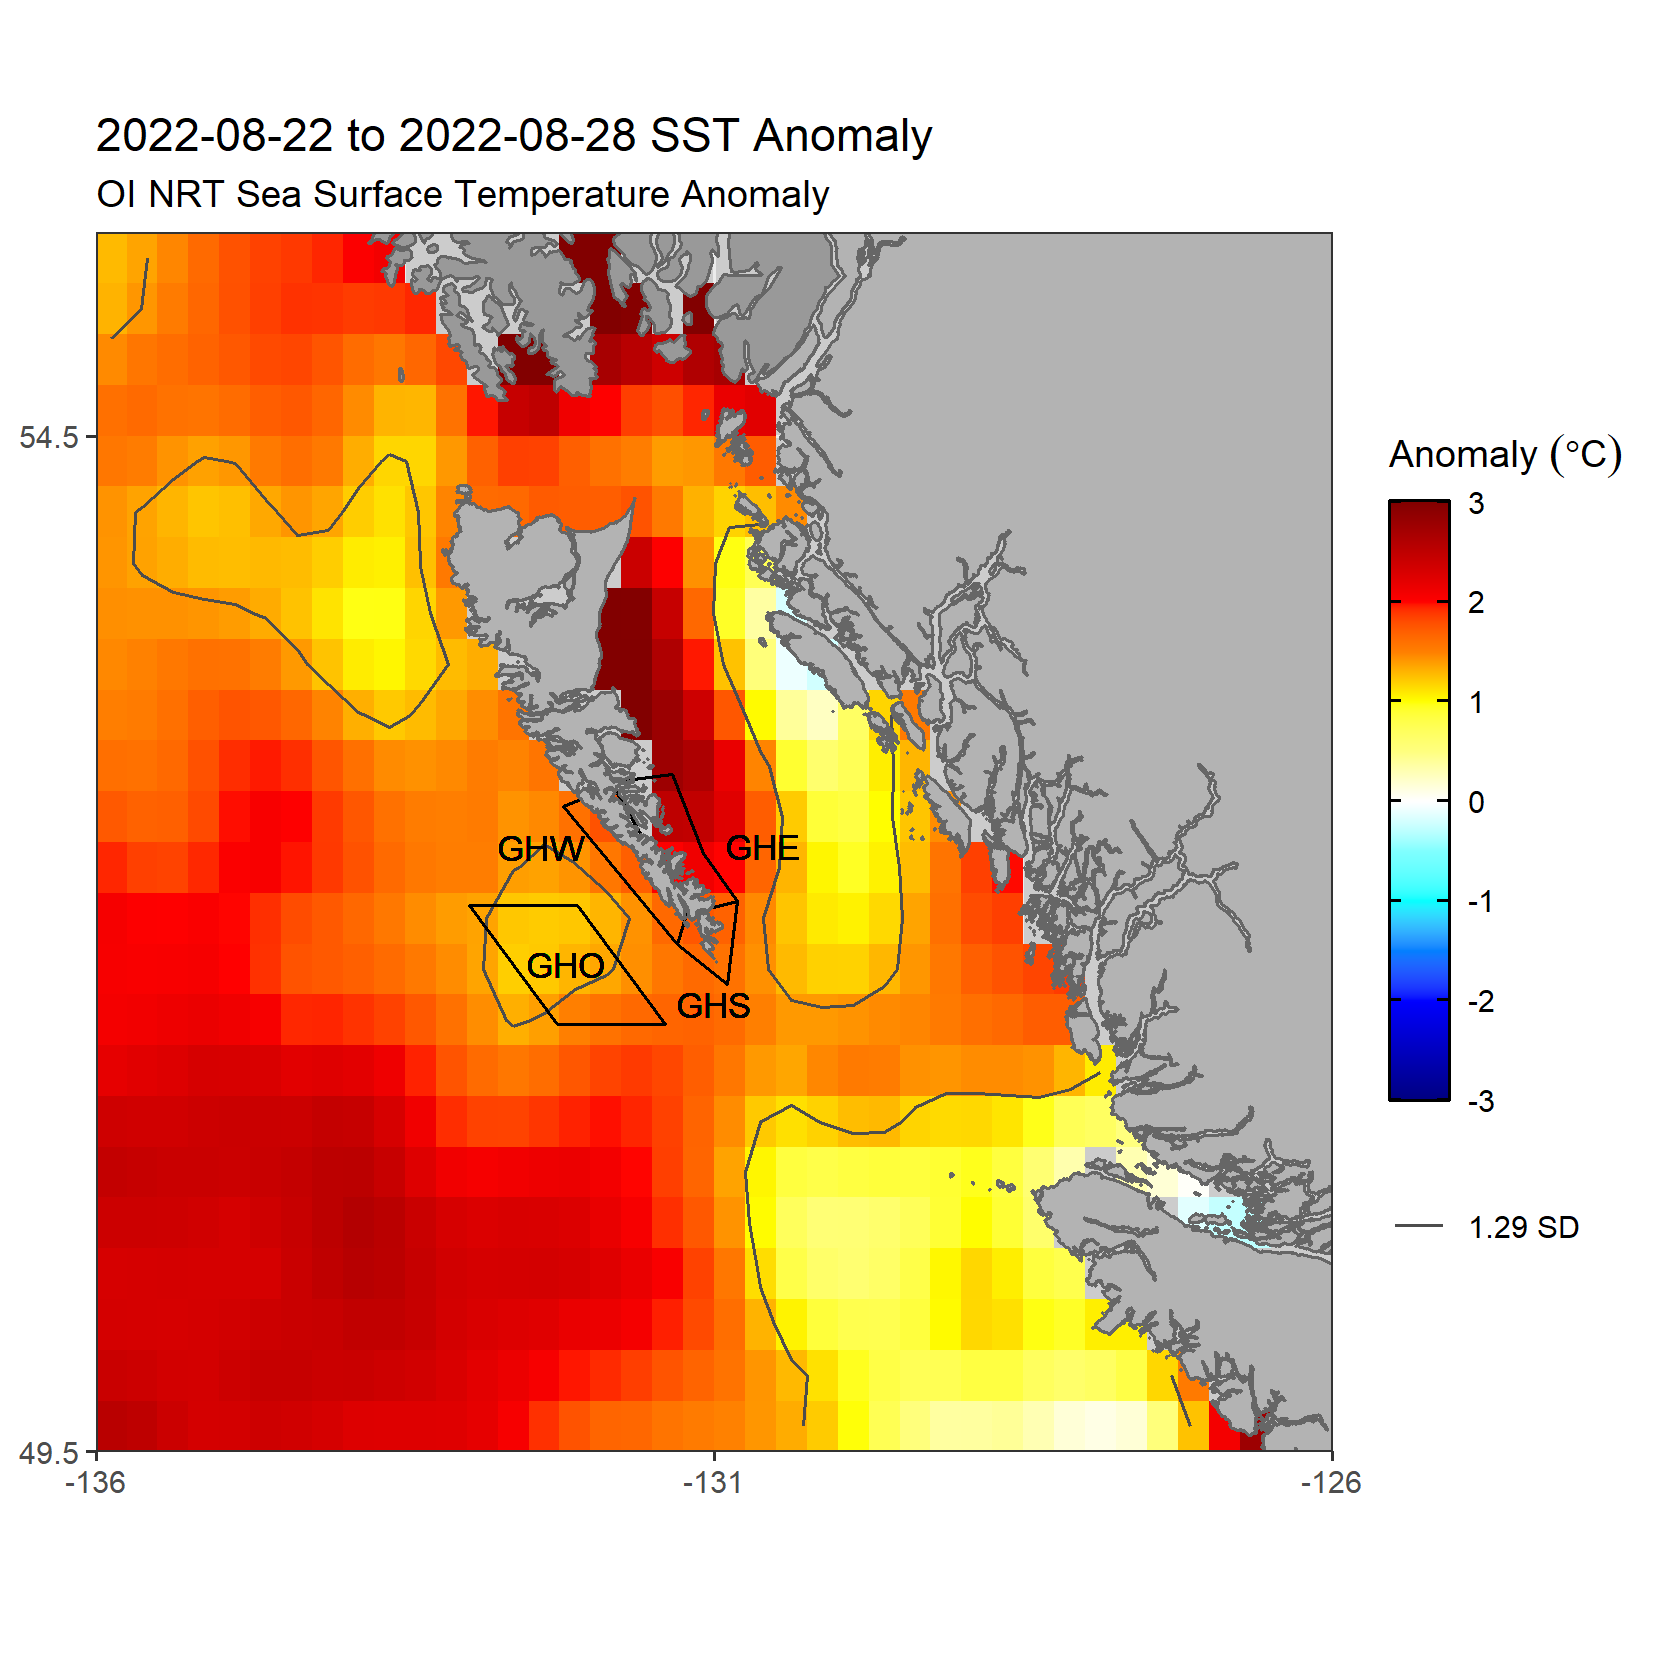 2022-08-22 to 2022-08-28 SST Anomaly
OI NRT Sea Surface Temperature Anomaly
54.5
49.5
-136
-131
-126
GHW
GHE
GHO
GHS
Anomaly (°C)
3
2
1
0
-1
-2
-3
1.29 SD